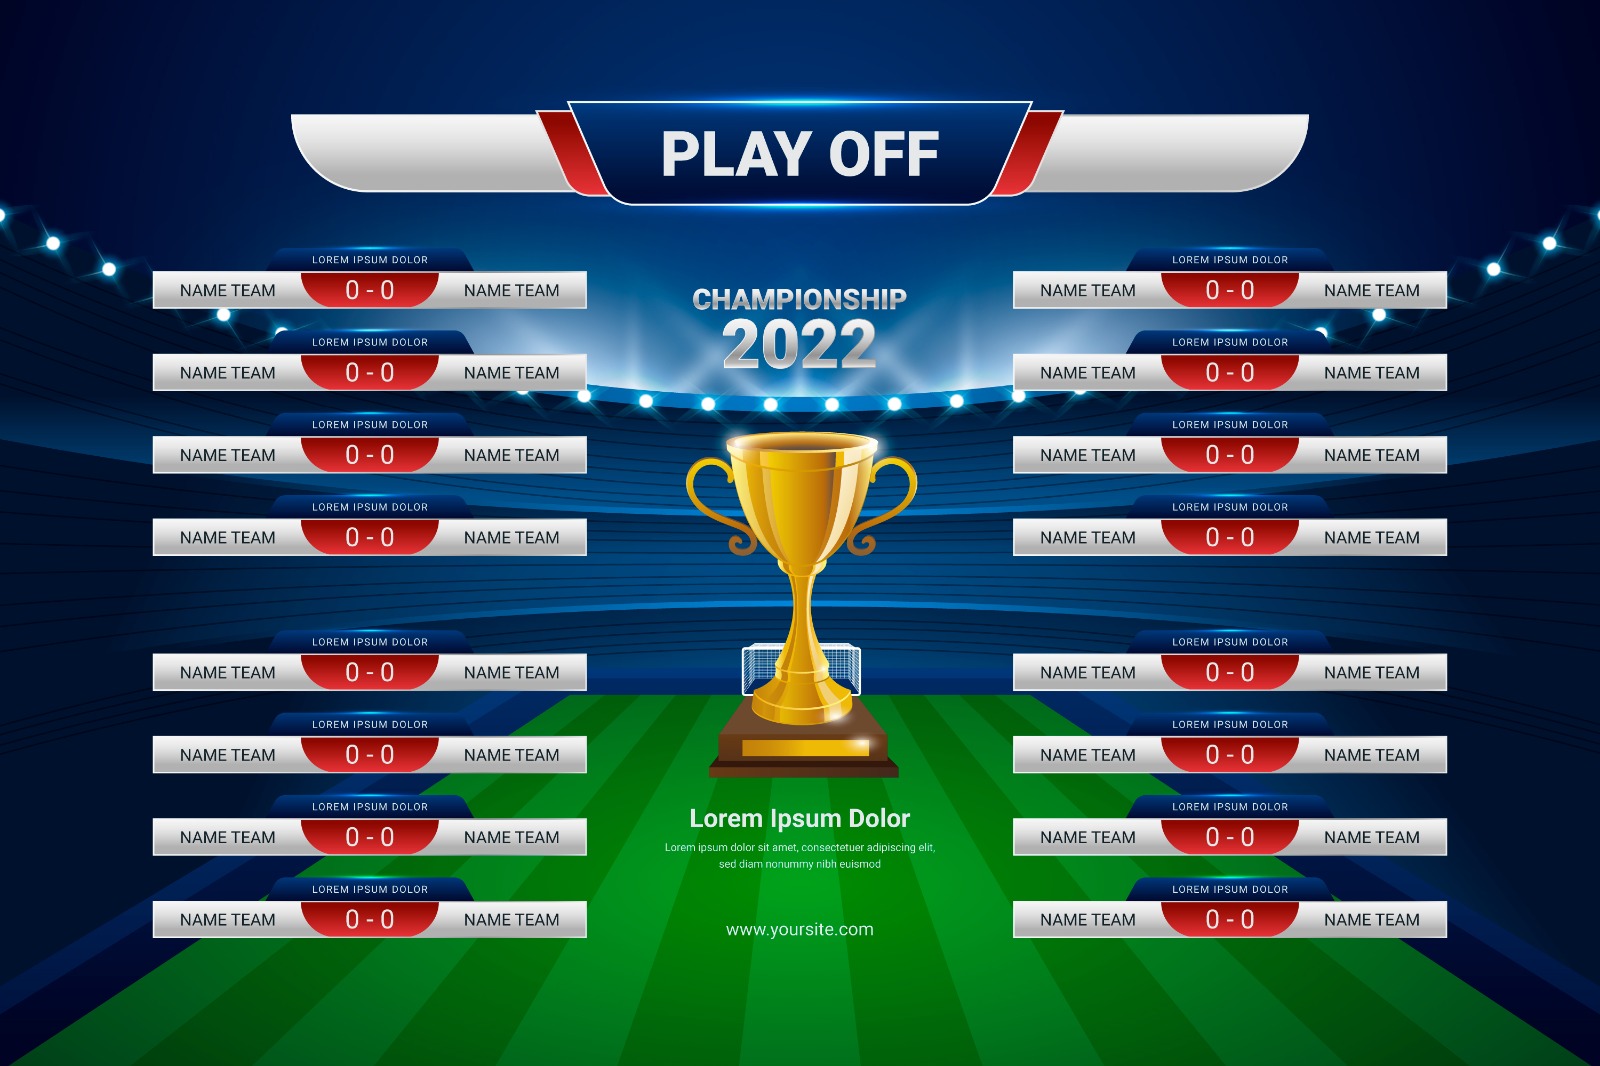 PLAY OFF
CHAMPIONSHIP
2022
LOREM IPSUM DOLOR
NAME TEAM 0 - 0 NAME TEAM
LOREM IPSUM DOLOR
NAME TEAM 0 - 0 NAME TEAM
LOREM IPSUM DOLOR
NAME TEAM 0 - 0 NAME TEAM
LOREM IPSUM DOLOR
NAME TEAM 0 - 0 NAME TEAM
LOREM IPSUM DOLOR
NAME TEAM 0 - 0 NAME TEAM
LOREM IPSUM DOLOR
NAME TEAM 0 - 0 NAME TEAM
LOREM IPSUM DOLOR
NAME TEAM 0 - 0 NAME TEAM
LOREM IPSUM DOLOR
NAME TEAM 0 - 0 NAME TEAM
LOREM IPSUM DOLOR
NAME TEAM 0 - 0 NAME TEAM
LOREM IPSUM DOLOR
NAME TEAM 0 - 0 NAME TEAM
LOREM IPSUM DOLOR
NAME TEAM 0 - 0 NAME TEAM
LOREM IPSUM DOLOR
NAME TEAM 0 - 0 NAME TEAM
LOREM IPSUM DOLOR
NAME TEAM 0 - 0 NAME TEAM
LOREM IPSUM DOLOR
NAME TEAM 0 - 0 NAME TEAM
LOREM IPSUM DOLOR
NAME TEAM 0 - 0 NAME TEAM
LOREM IPSUM DOLOR
NAME TEAM 0 - 0 NAME TEAM
Lorem Ipsum Dolor
Lorem ipsum dolor sit amet, consectetuer adipiscing elit,
sed diam nonummy nibh euismod
www.yoursite.com